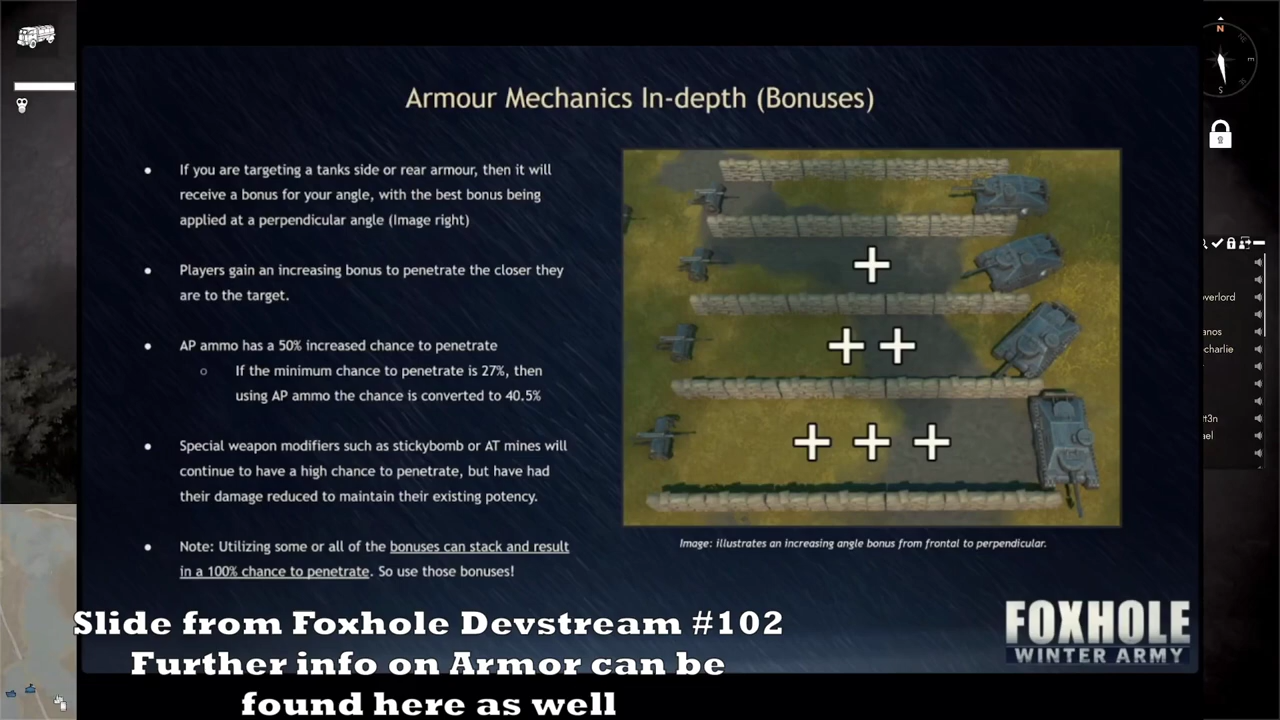 Armour Mechanics In-depth (Bonuses)
If you are targeting a tanks side or rear armour, then it will
receive a bonus for your angle, with the best bonus being
applied at a perpendicular angle (Image right)
Players gain an increasing bonus to penetrate the closer they
are to the target.
AP ammo has a 50% increased chance to penetrate
If the minimum chance to penetrate is 27%, then
using AP ammo the chance is converted to 40.5%
Special weapon modifiers such as stickybomb or AT mines will
continue to have a high chance to penetrate, but have had
their damage reduced to maintain their existing potency.
Note: Utilizing some or all of the bonuses can stack and result
in a 100% chance to penetrate. So use those bonuses!
+
+ +
+ + +
Image: illustrates an increasing angle bonus from frontal to perpendicular.
FOXHOLE
WINTER ARMY
Slide from Foxhole Devstream #102
Further info on Armor can be
found here as well
N
E
S
verlord
anos
charlie
t3n
ael